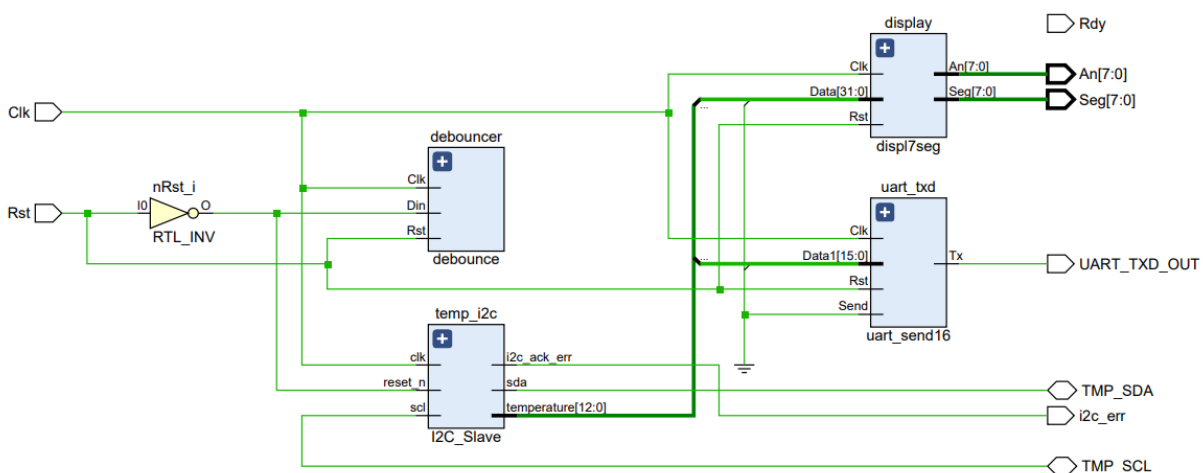 display
Rdy
Clk
An[7:0]
An[7:0]
Data[31:0]
...
Seg[7:0]
Seg[7:0]
Rst
displ7seg
Clk
debouncer
Clk
Din
Rst
debounce
nRst_i
Rst
I0
O
RTL_INV
uart_txd
Clk
...
Data1[15:0]
Tx
UART_TXD_OUT
Rst
Send
uart_send16
temp_i2c
clk
i2c_ack_err
reset_n
sda
TMP_SDA
scl
temperature[12:0]
i2c_err
I2C_Slave
TMP_SCL